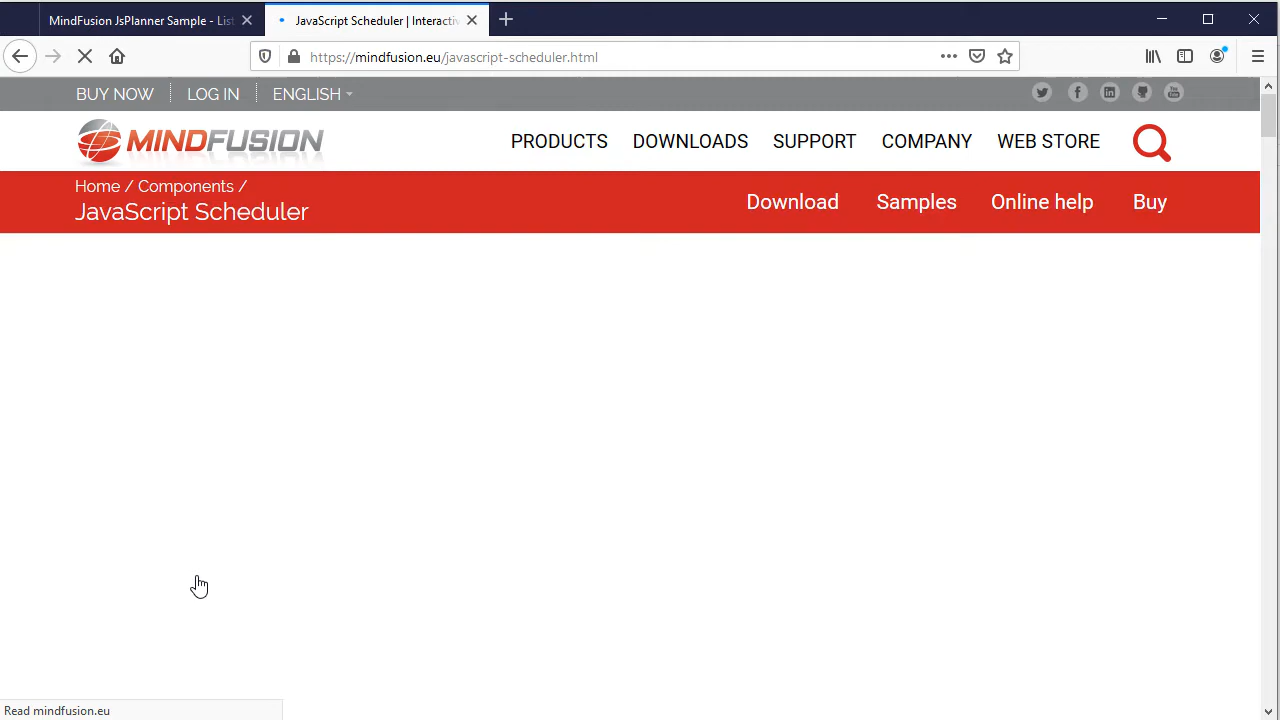 MindFusion JsPlanner Sample - List
JavaScript Scheduler | Interactiv
https://mindfusion.eu/javascript-scheduler.html
BUY NOW
LOG IN
ENGLISH
MINDFUSION
PRODUCTS
DOWNLOADS
SUPPORT
COMPANY
WEB STORE
Home / Components /
JavaScript Scheduler
Download
Samples
Online help
Buy
Read mindfusion.eu